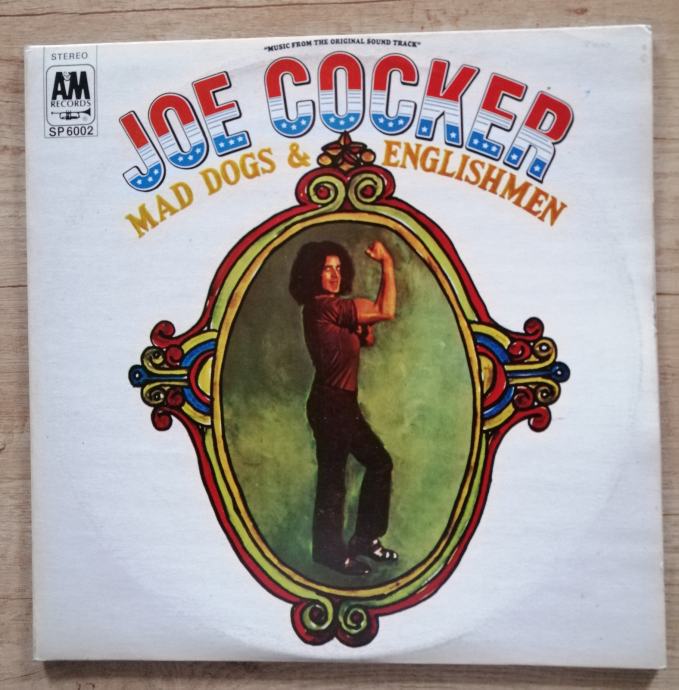 "MUSIC FROM THE ORIGINAL SOUND TRACK"
STEREO
A&M
RECORDS
SP 6002
JOE COCKER
MAD DOGS & ENGLISHMEN